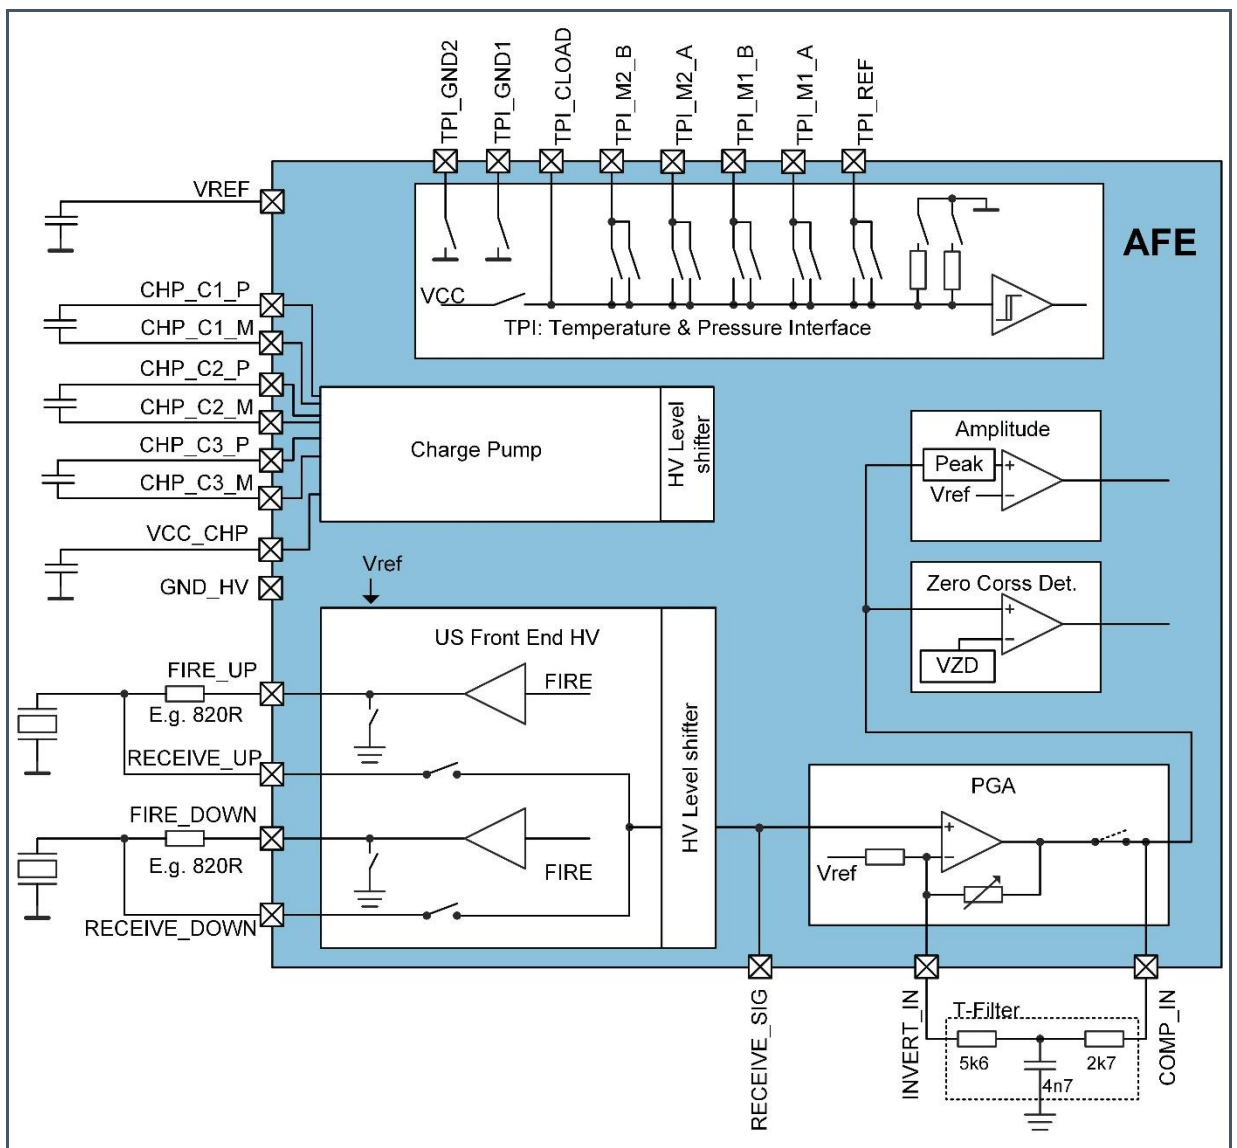 TPI_GND2
TPI_GND1
TPI_CLOAD
TPI_M2_B
TPI_M2_A
TPI_M1_B
TPI_M1_A
TPI_REF
VREF
AFE
VCC
TPI: Temperature & Pressure Interface
CHP_C1_P
CHP_C1_M
CHP_C2_P
CHP_C2_M
CHP_C3_P
CHP_C3_M
VCC_CHP
GND_HV
Charge Pump
HV Level
shifter
Amplitude
Peak
+
Vref
−
Zero Corss Det.
+
−
VZD
Vref
US Front End HV
FIRE_UP
E.g. 820R
FIRE
RECEIVE_UP
HV Level shifter
FIRE_DOWN
E.g. 820R
FIRE
RECEIVE_DOWN
PGA
+
Vref
−
RECEIVE_SIG
INVERT_IN
COMP_IN
T-Filter
5k6
2k7
4n7